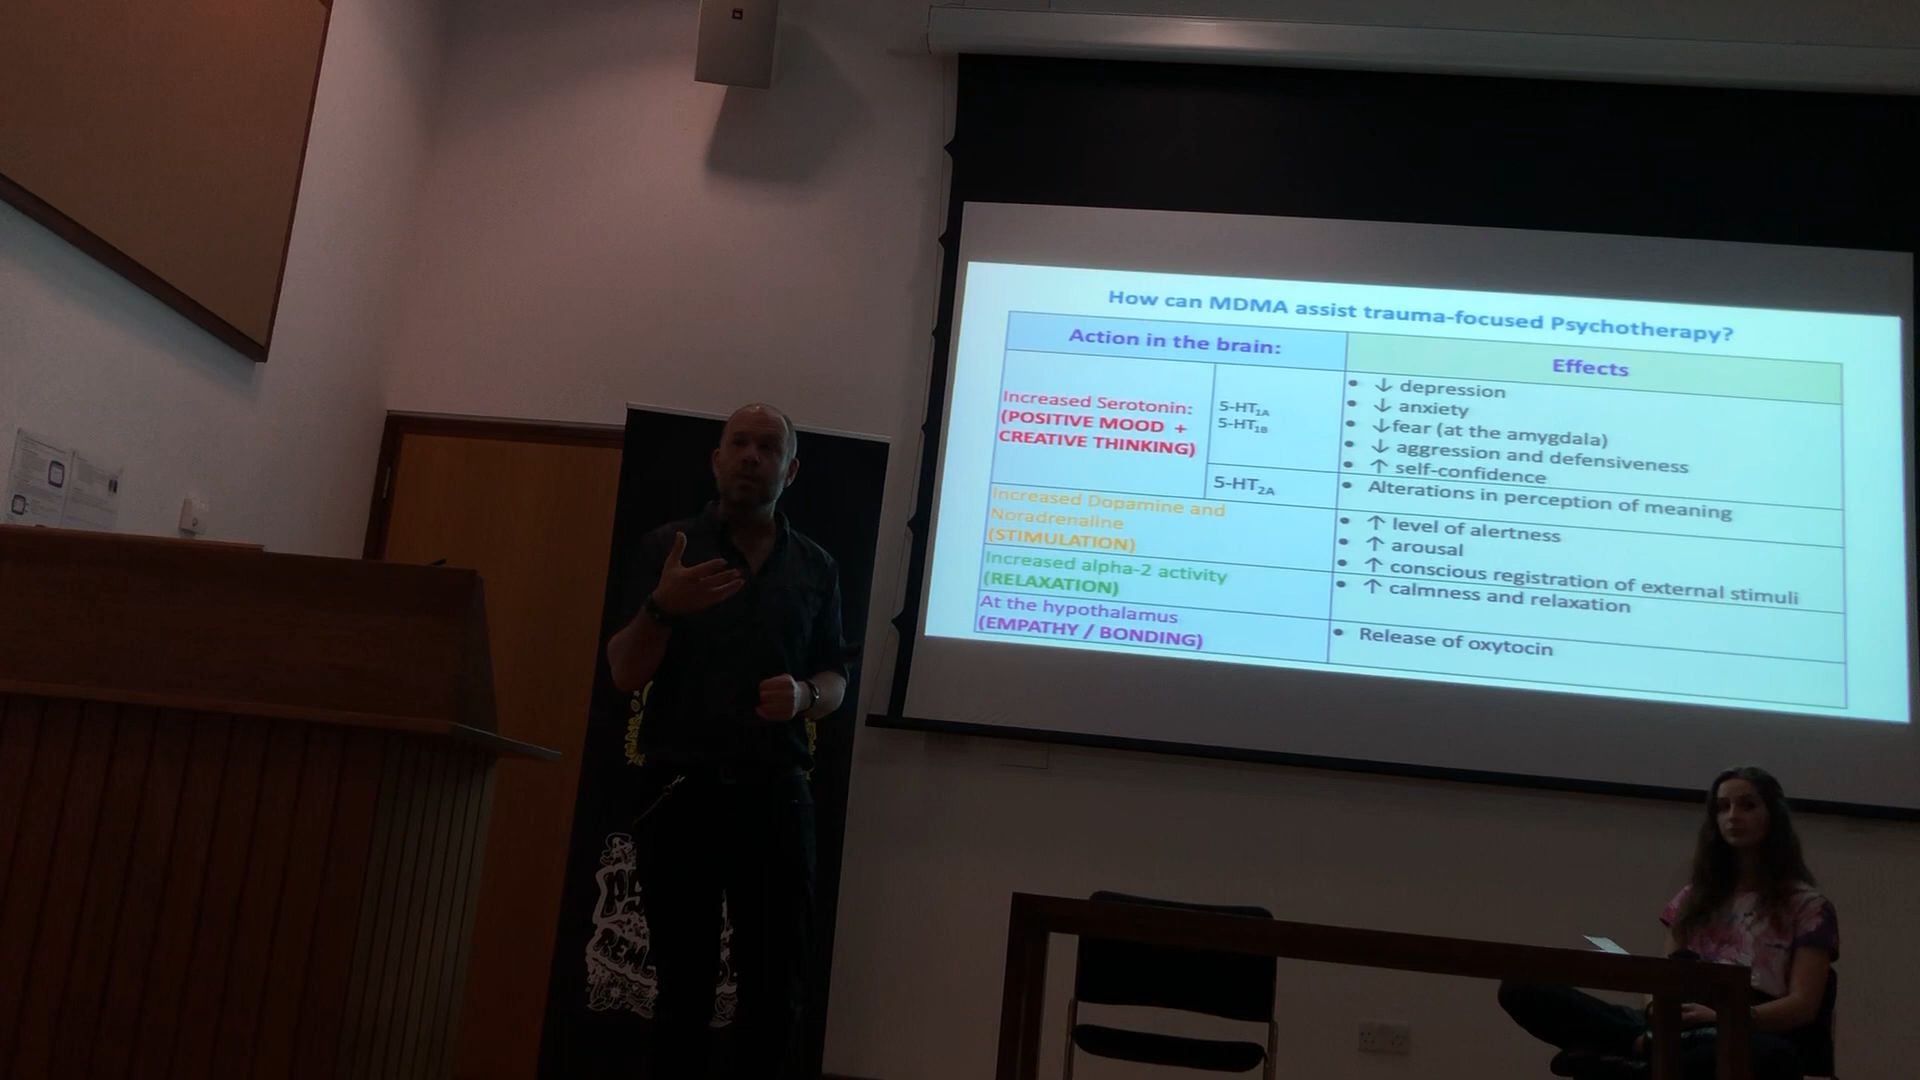 How can MDMA assist trauma-focused Psychotherapy?
Action in the brain:
Effects
Increased Serotonin:
(POSITIVE MOOD +
CREATIVE THINKING)
5-HT1A
5-HT1B
• ↓ depression
• ↓ anxiety
• ↓fear (at the amygdala)
• ↓ aggression and defensiveness
• ↑ self-confidence
5-HT2A
• Alterations in perception of meaning
Increased Dopamine and
Noradrenaline
(STIMULATION)
• ↑ level of alertness
• ↑ arousal
• ↑ conscious registration of external stimuli
Increased alpha-2 activity
(RELAXATION)
• ↑ calmness and relaxation
At the hypothalamus
(EMPATHY / BONDING)
• Release of oxytocin